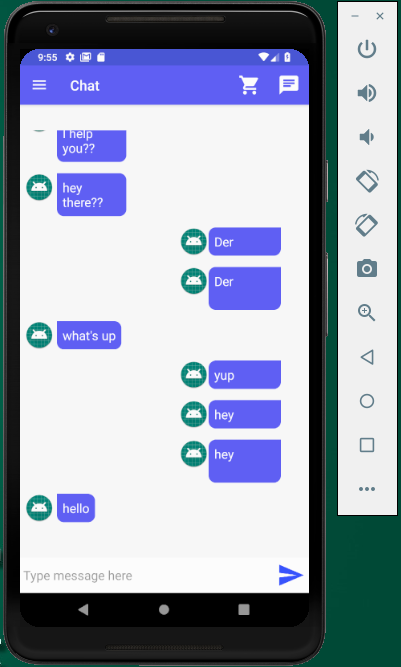 9:55
Chat
I help
you??
hey
there??
Der
Der
what's up
yup
hey
hey
hello
Type message here